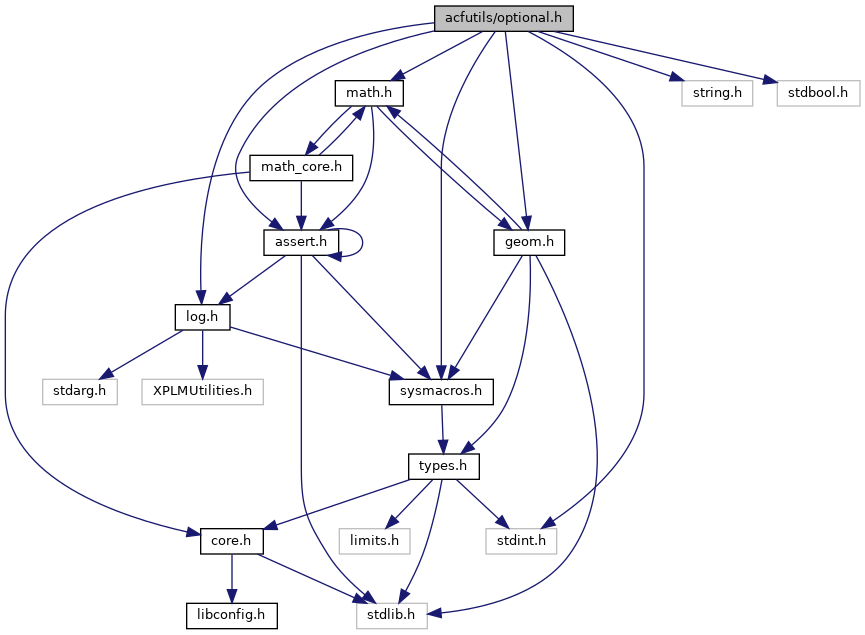 acfutils/optional.h
math.h
string.h
stdbool.h
math_core.h
assert.h
geom.h
log.h
stdarg.h
XPLMUtilities.h
sysmacros.h
types.h
core.h
limits.h
stdint.h
libconfig.h
stdlib.h